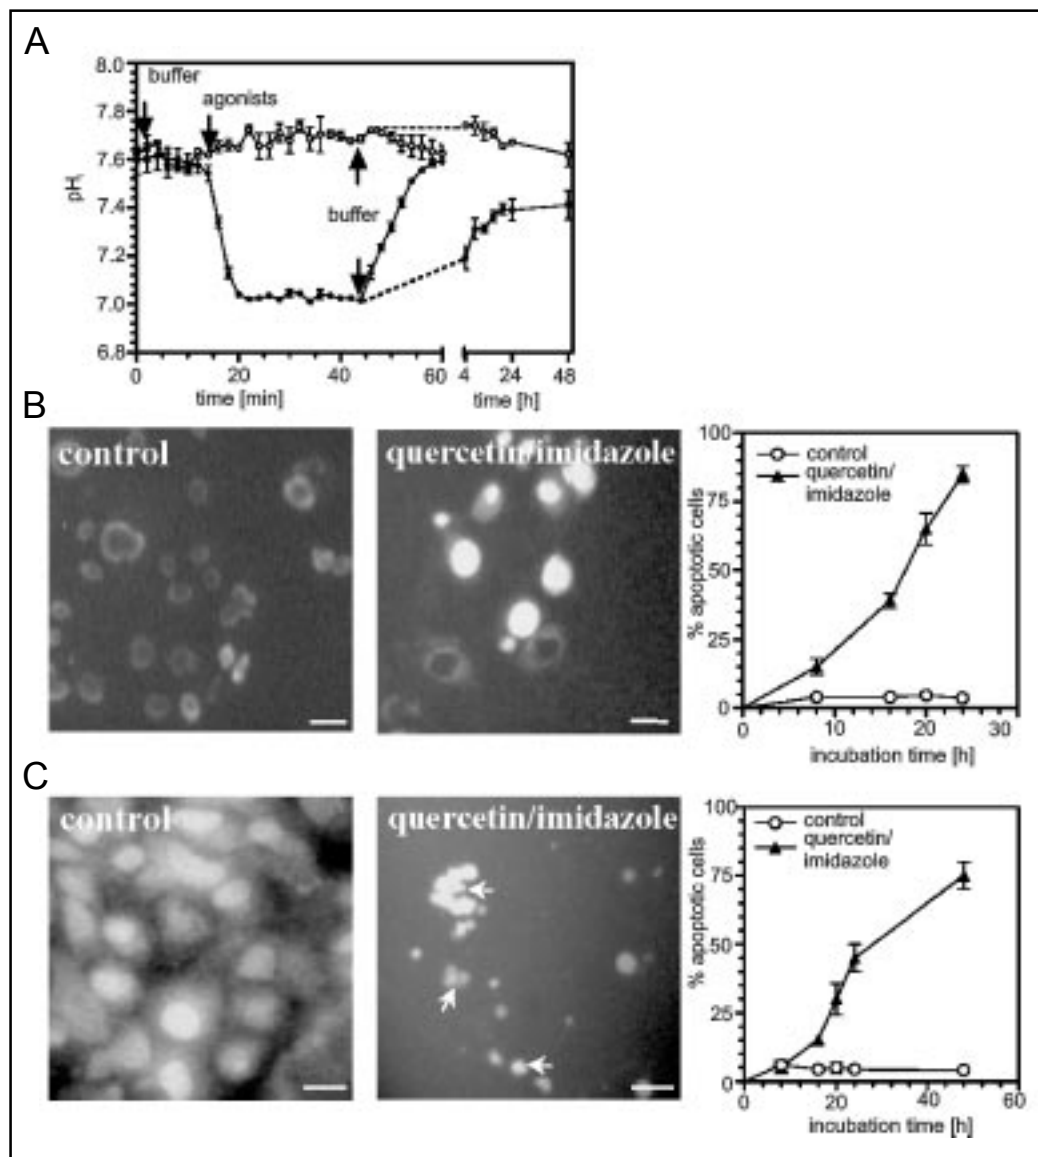 A
8.0
buffer
agonists
7.8
7.6
pHi
7.4
buffer
7.2
7.0
6.8
0 20 40 60 4 24 48
time [min] time [h]
B
control
quercetin/imidazole
100
control
quercetin/
imidazole
75
% apoptotic cells
50
25
0
0 10 20 30
incubation time [h]
C
control
quercetin/imidazole
100
control
quercetin/
imidazole
75
% apoptotic cells
50
25
0
0 20 40 60
incubation time [h]